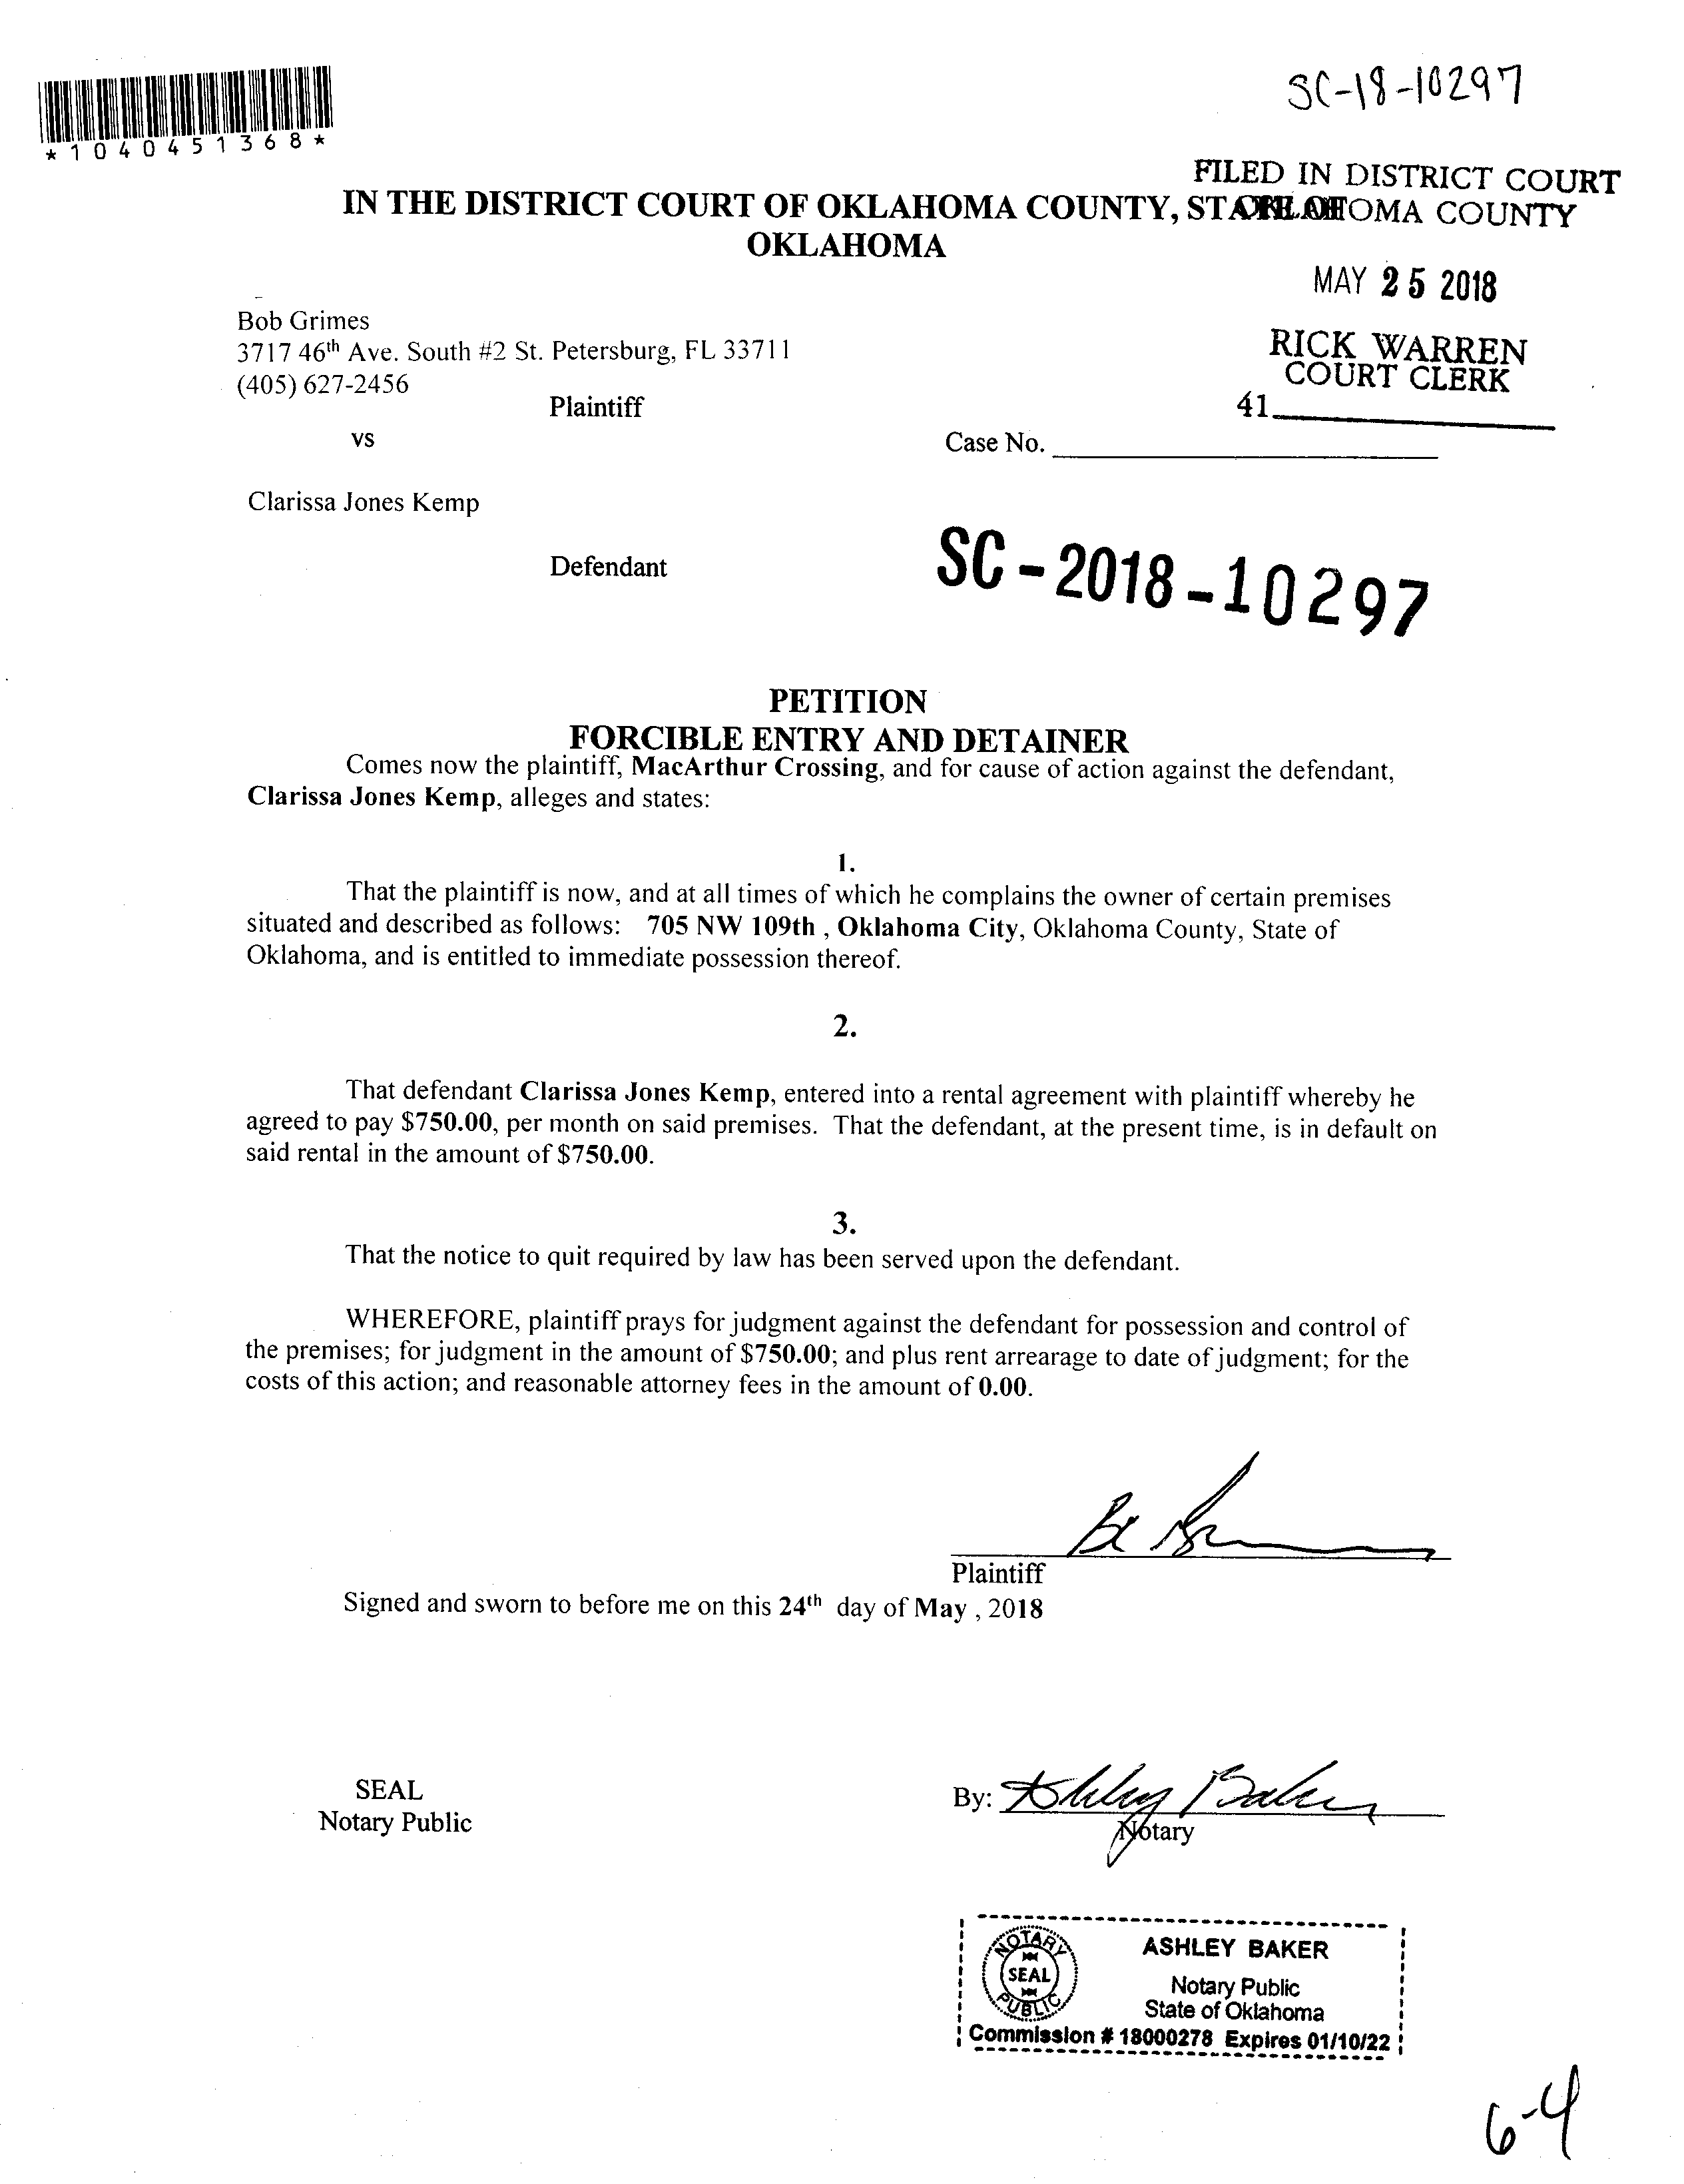 SC-18-10297
*1040451368*
FILED IN DISTRICT COURT
OKLAHOMA COUNTY
IN THE DISTRICT COURT OF OKLAHOMA COUNTY, STATE OF
OKLAHOMA
MAY 25 2018
RICK WARREN
COURT CLERK
41
Bob Grimes
3717 46th Ave. South #2 St. Petersburg, FL 33711
(405) 627-2456
Plaintiff
vs
Case No.
Clarissa Jones Kemp
Defendant
SC-2018-10297
PETITION
FORCIBLE ENTRY AND DETAINER
Comes now the plaintiff, MacArthur Crossing, and for cause of action against the defendant,
Clarissa Jones Kemp, alleges and states:
1.
That the plaintiff is now, and at all times of which he complains the owner of certain premises
situated and described as follows: 705 NW 109th , Oklahoma City, Oklahoma County, State of
Oklahoma, and is entitled to immediate possession thereof.
2.
That defendant Clarissa Jones Kemp, entered into a rental agreement with plaintiff whereby he
agreed to pay $750.00, per month on said premises. That the defendant, at the present time, is in default on
said rental in the amount of $750.00.
3.
That the notice to quit required by law has been served upon the defendant.
WHEREFORE, plaintiff prays for judgment against the defendant for possession and control of
the premises; for judgment in the amount of $750.00; and plus rent arrearage to date of judgment; for the
costs of this action; and reasonable attorney fees in the amount of 0.00.
Plaintiff
Signed and sworn to before me on this 24th day of May , 2018
SEAL
Notary Public
By: Ashley Baker
Notary
NOTARY
SEAL
PUBLIC
ASHLEY BAKER
Notary Public
State of Oklahoma
Commission # 18000278 Expires 01/10/22
6-4